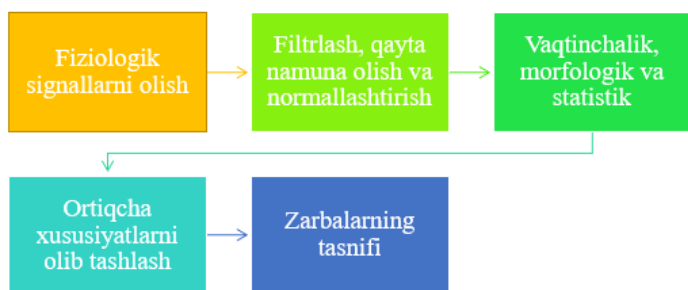 Fiziologik
signallarni olish
Filtrlash, qayta
namuna olish va
normallashtirish
Vaqtinchalik,
morfologik va
statistik
Ortiqcha
xususiyatlarni
olib tashlash
Zarbalarning
tasnifi